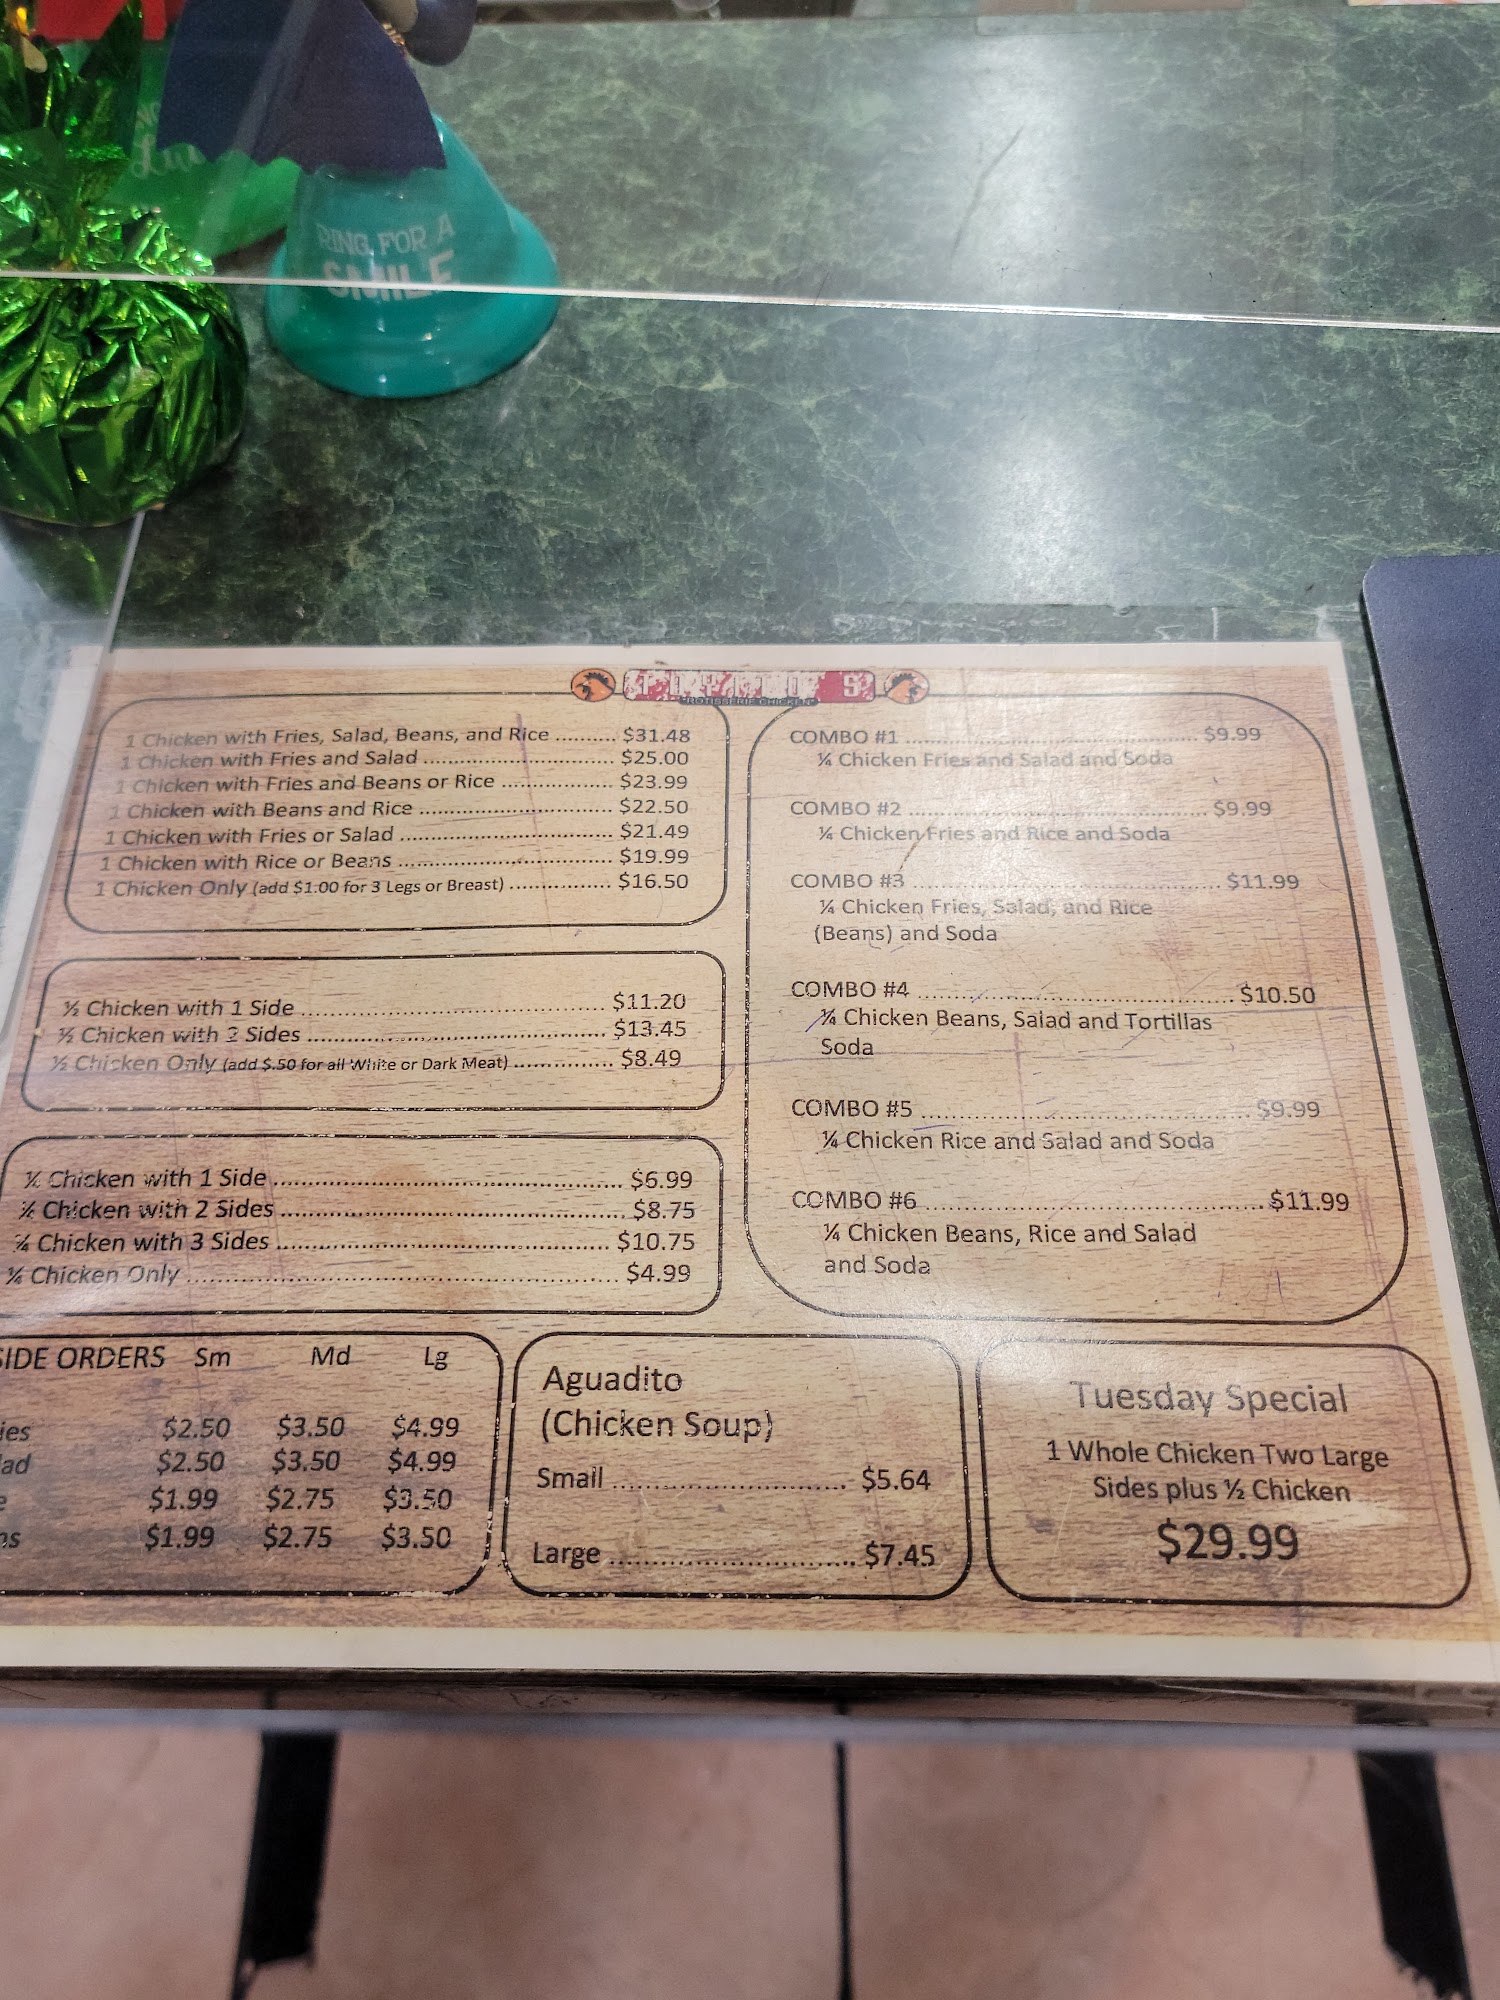 RING FOR A
SMILE
ROTISSERIE CHICKEN
1 Chicken with Fries, Salad, Beans, and Rice .......... $31.48
1 Chicken with Fries and Salad ................................ $25.00
1 Chicken with Fries and Beans or Rice .................. $23.99
1 Chicken with Beans and Rice ................................ $22.50
1 Chicken with Fries or Salad ................................... $21.49
1 Chicken with Rice or Beans ................................... $19.99
1 Chicken Only (add $1.00 for 3 Legs or Breast) ................ $16.50
½ Chicken with 1 Side ........................................ $11.20
½ Chicken with 2 Sides ....................................... $13.45
½ Chicken Only (add $.50 for all White or Dark Meat) ............... $8.49
¼ Chicken with 1 Side ............................................. $6.99
¼ Chicken with 2 Sides ............................................ $8.75
¼ Chicken with 3 Sides ............................................ $10.75
¼ Chicken Only ....................................................... $4.99
COMBO #1 ............................................ $9.99
¼ Chicken Fries and Salad and Soda
COMBO #2 ............................................ $9.99
¼ Chicken Fries and Rice and Soda
COMBO #3 ............................................ $11.99
¼ Chicken Fries, Salad, and Rice
(Beans) and Soda
COMBO #4 ............................................ $10.50
¼ Chicken Beans, Salad and Tortillas
Soda
COMBO #5 ............................................ $9.99
¼ Chicken Rice and Salad and Soda
COMBO #6 ............................................ $11.99
¼ Chicken Beans, Rice and Salad
and Soda
SIDE ORDERS Sm Md Lg
$2.50 $3.50 $4.99
$2.50 $3.50 $4.99
$1.99 $2.75 $3.50
$1.99 $2.75 $3.50
Aguadito
(Chicken Soup)
Small .............................. $5.64
Large .............................. $7.45
Tuesday Special
1 Whole Chicken Two Large
Sides plus ½ Chicken
$29.99